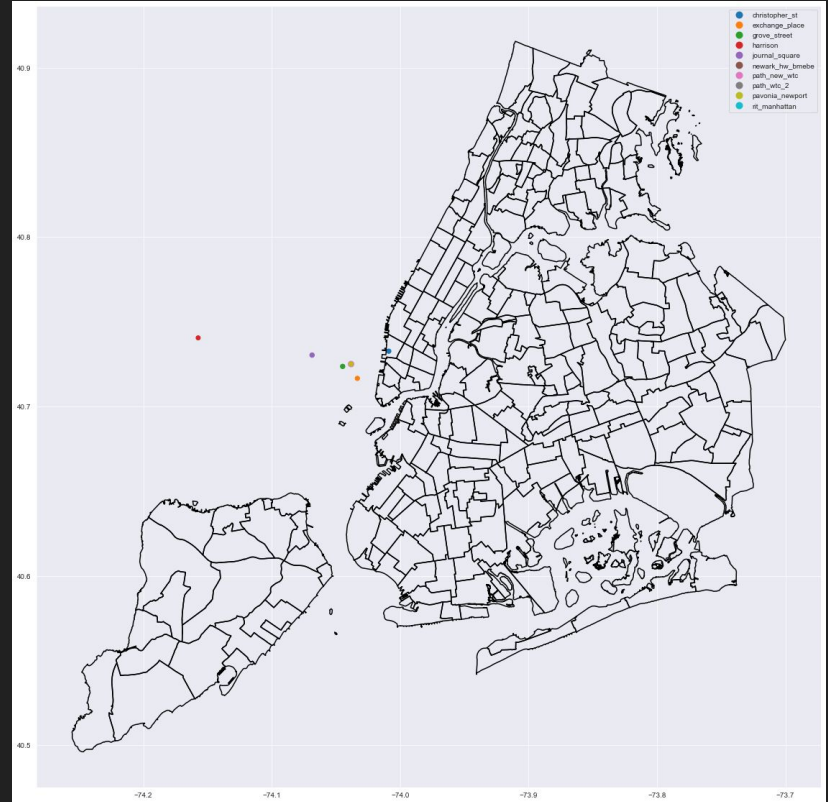 christopher_st
exchange_place
grove_street
harrison
journal_square
newark_hw_bmebe
path_new_wtc
path_wtc_2
pavonia_newport
rit_manhattan
40.9
40.8
40.7
40.6
40.5
−74.2 −74.1 −74.0 −73.9 −73.8 −73.7